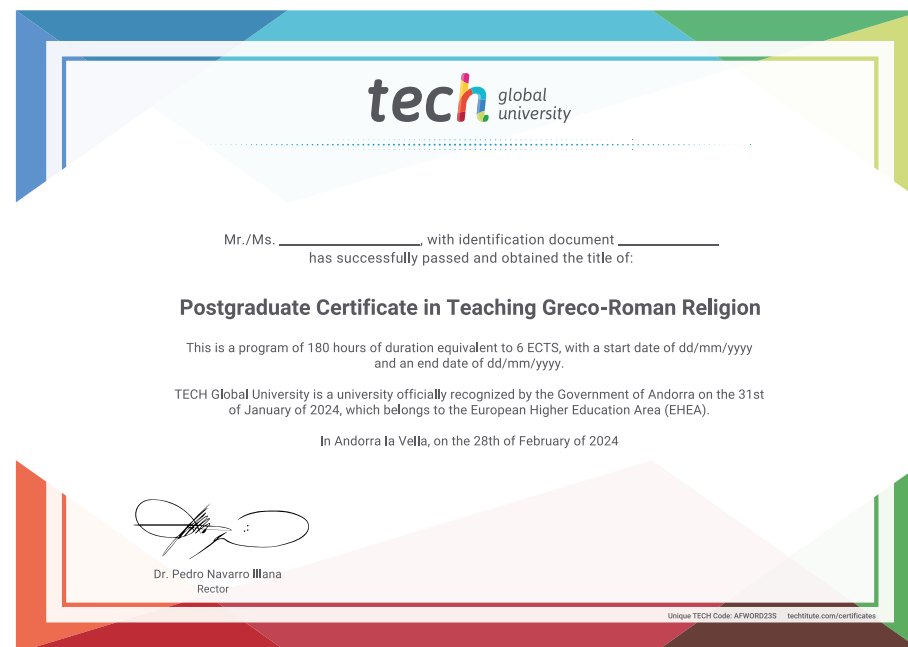 tech global
university
Mr./Ms. ____________________, with identification document ______________
has successfully passed and obtained the title of:
Postgraduate Certificate in Teaching Greco-Roman Religion
This is a program of 180 hours of duration equivalent to 6 ECTS, with a start date of dd/mm/yyyy
and an end date of dd/mm/yyyy.
TECH Global University is a university officially recognized by the Government of Andorra on the 31st
of January of 2024, which belongs to the European Higher Education Area (EHEA).
In Andorra la Vella, on the 28th of February of 2024
Dr. Pedro Navarro Illana
Rector
Unique TECH Code: AFWORD23S techtitute.com/certificates